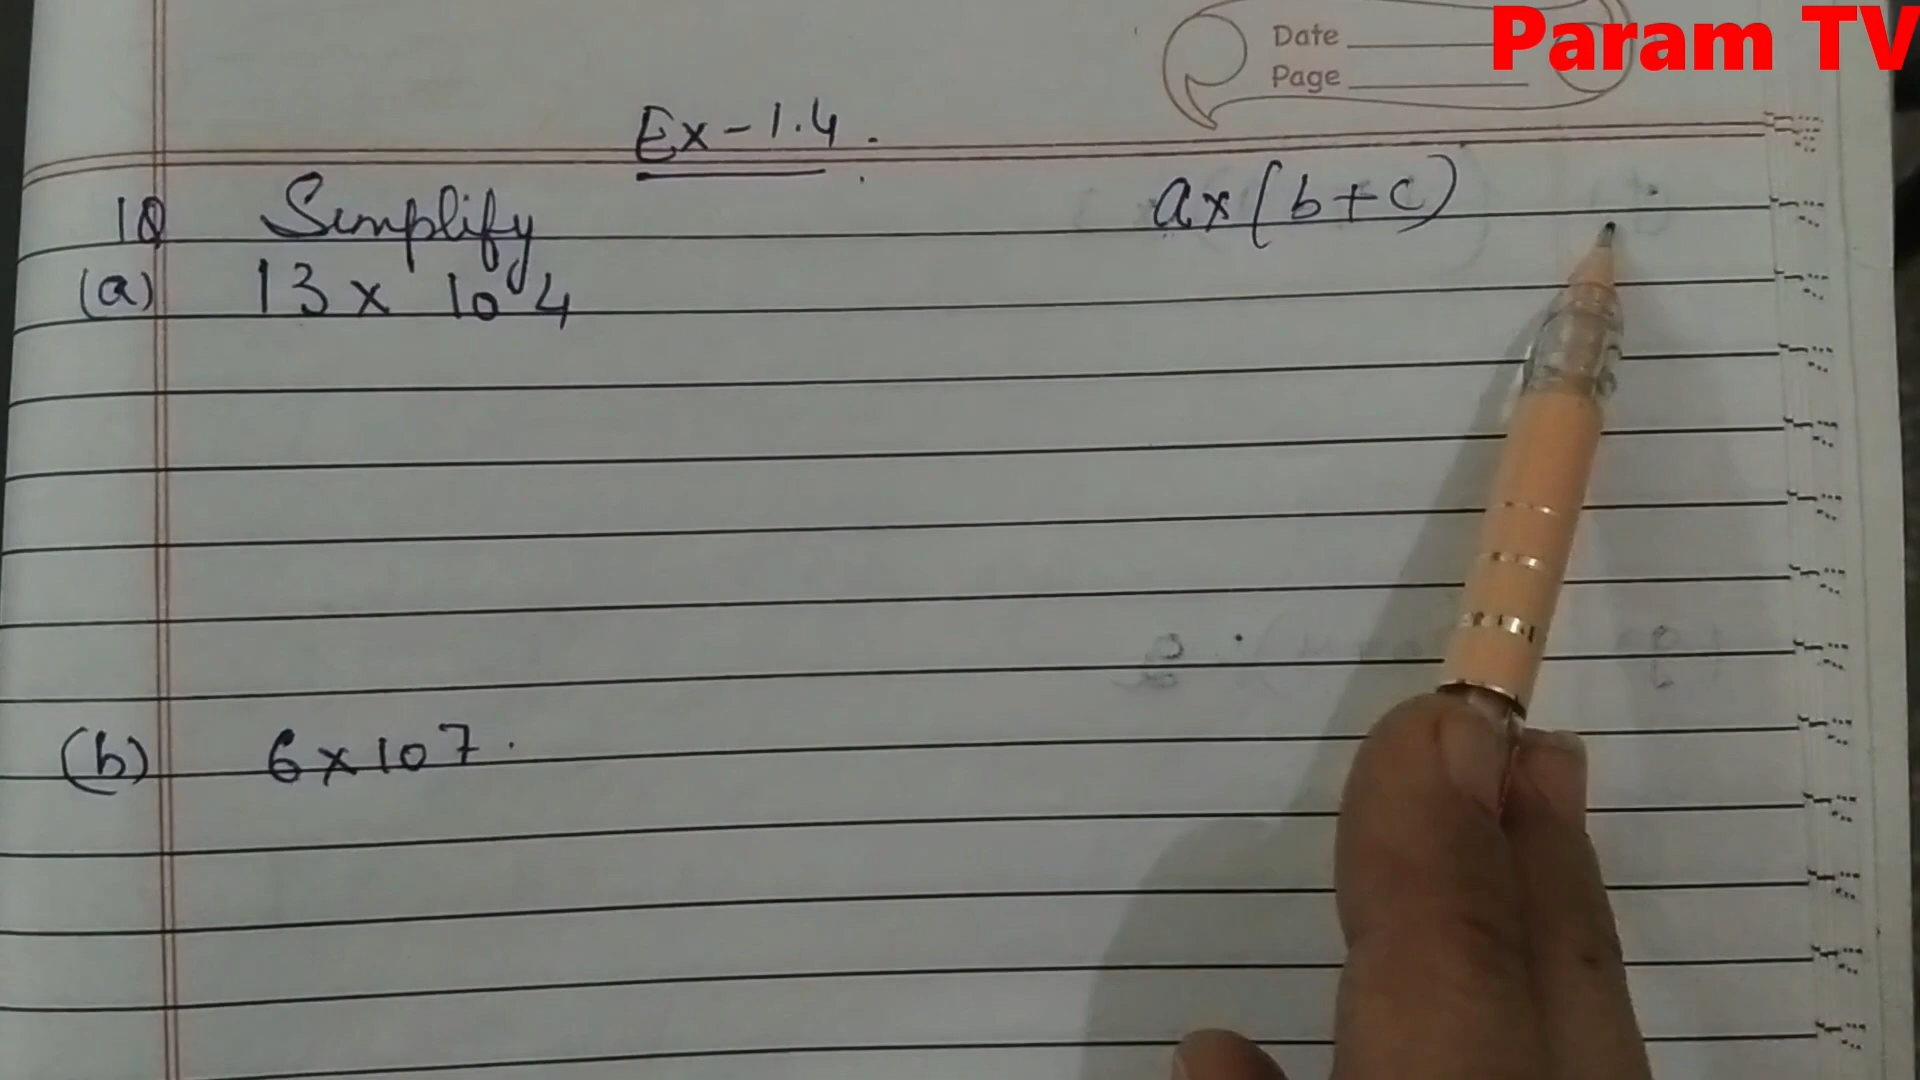 Param TV
Date
Page
Ex-1.4.
1Q Simplify
a×(b+c)
(a) 13 × 104
(b) 6×107.